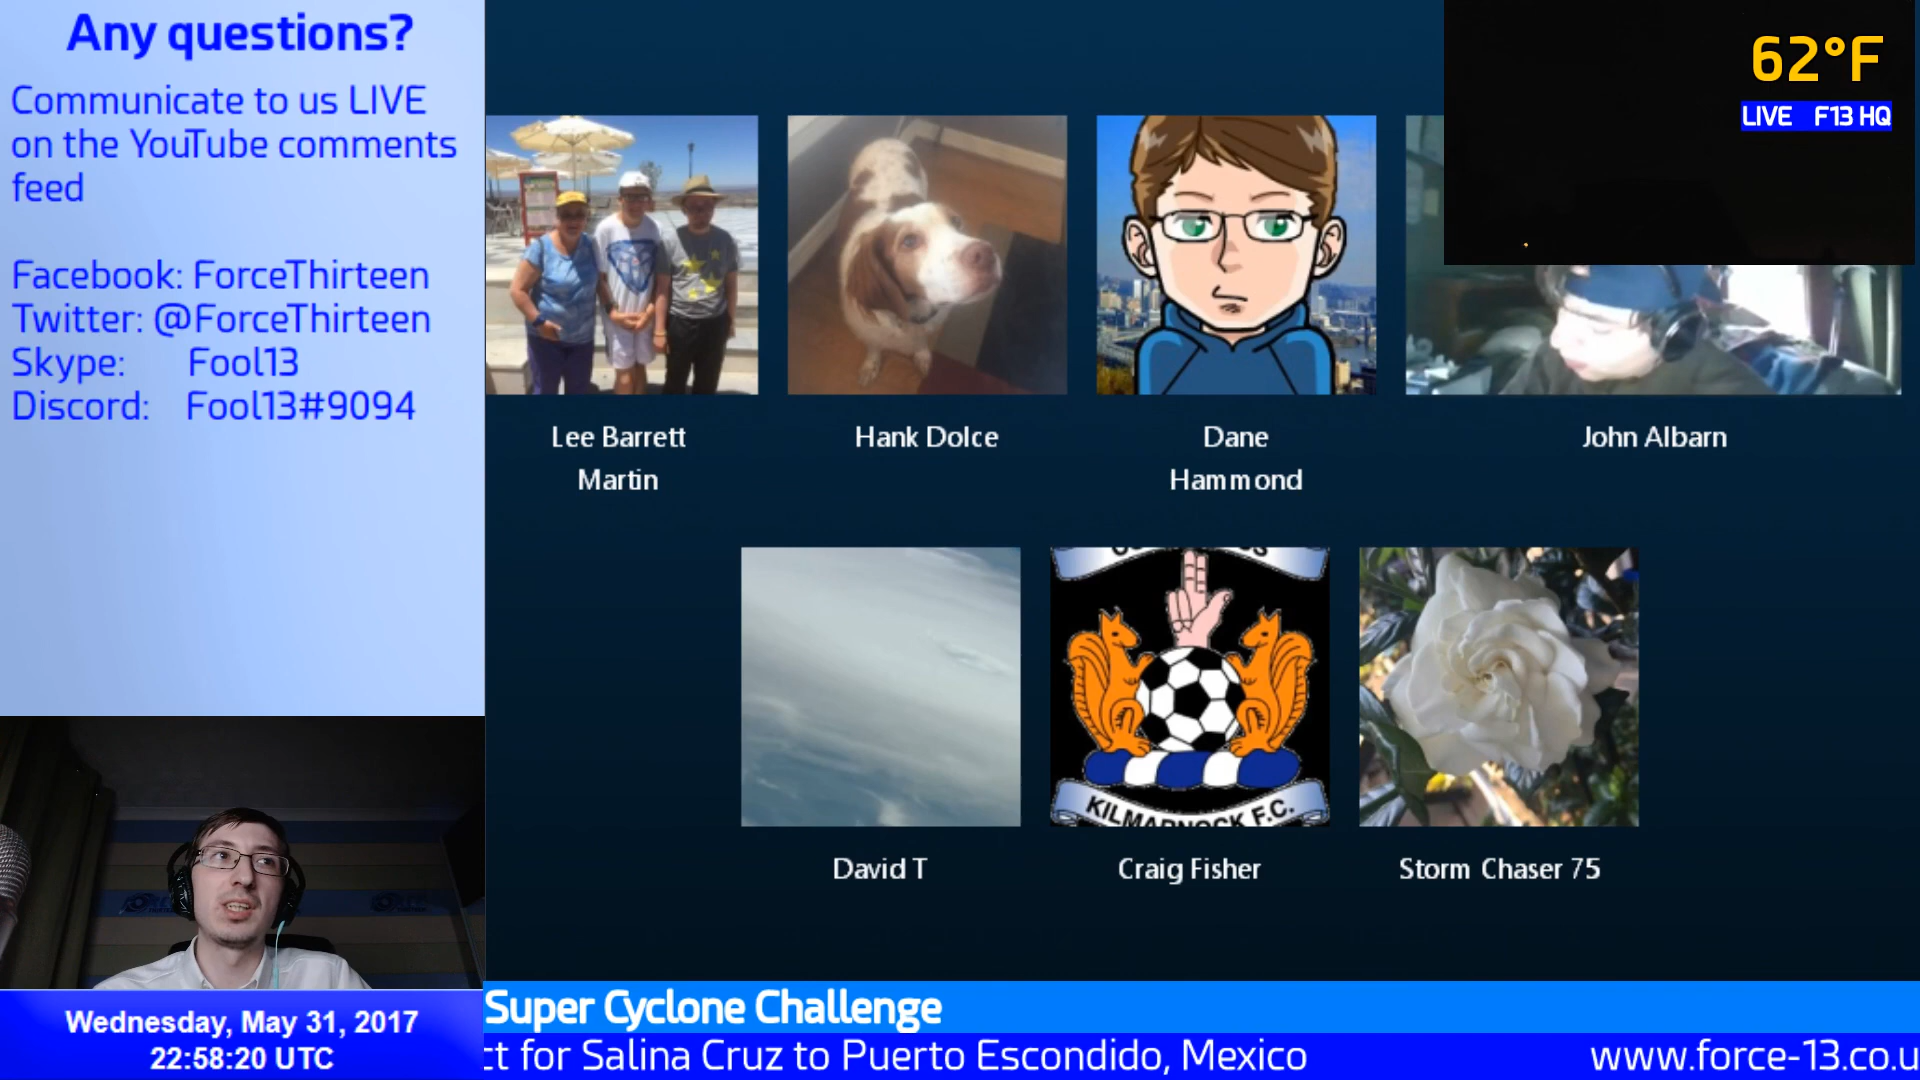 Any questions?
Communicate to us LIVE
on the YouTube comments
feed
Facebook: ForceThirteen
Twitter: @ForceThirteen
Skype: Fool13
Discord: Fool13#9094
62°F
LIVE F13 HQ
Lee Barrett
Martin
Hank Dolce
Dane
Hammond
John Albarn
KILMARNOCK F.C.
David T
Craig Fisher
Storm Chaser 75
Wednesday, May 31, 2017
22:58:20 UTC
Super Cyclone Challenge
ct for Salina Cruz to Puerto Escondido, Mexico
www.force-13.co.u